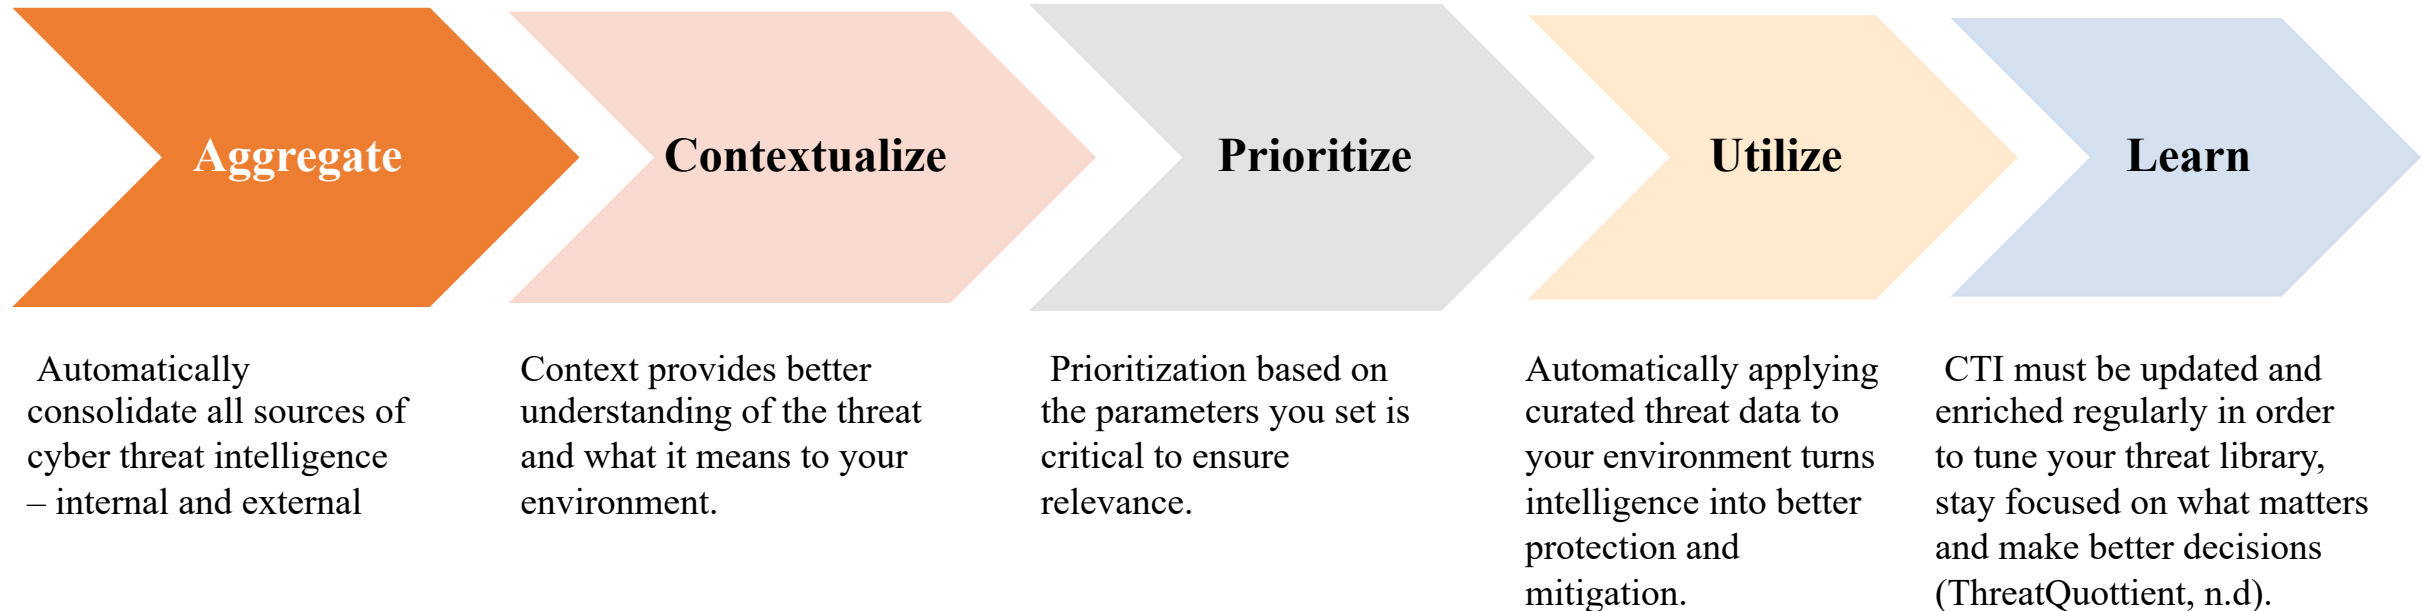 Aggregate
Contextualize
Prioritize
Utilize
Learn
Automatically
consolidate all sources of
cyber threat intelligence
– internal and external
Context provides better
understanding of the threat
and what it means to your
environment.
Prioritization based on
the parameters you set is
critical to ensure
relevance.
Automatically applying
curated threat data to
your environment turns
intelligence into better
protection and
mitigation.
CTI must be updated and
enriched regularly in order
to tune your threat library,
stay focused on what matters
and make better decisions
(ThreatQuottient, n.d).